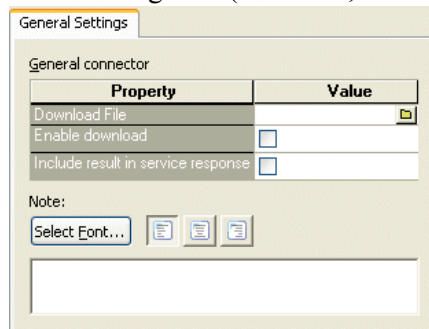 General Settings
General connector
Property Value
Download File
Enable download
Include result in service response
Note:
Select Font...